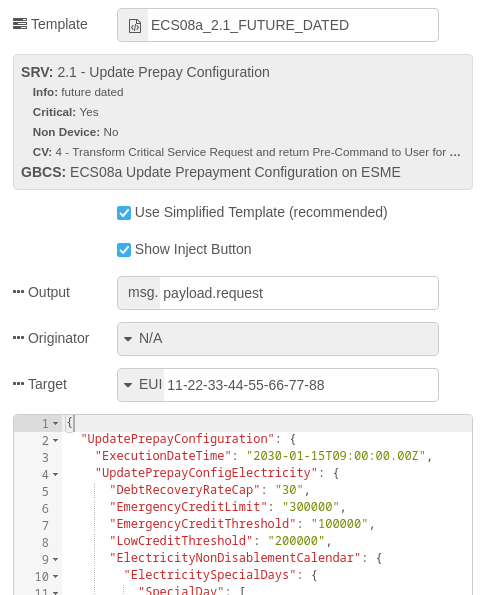 Template ECS08a_2.1_FUTURE_DATED
SRV: 2.1 - Update Prepay Configuration
Info: future dated
Critical: Yes
Non Device: No
CV: 4 - Transform Critical Service Request and return Pre-Command to User for ...
GBCS: ECS08a Update Prepayment Configuration on ESME
Use Simplified Template (recommended)
Show Inject Button
Output msg. payload.request
Originator N/A
Target EUI 11-22-33-44-55-66-77-88
1 {
2 "UpdatePrepayConfiguration": {
3 "ExecutionDateTime": "2030-01-15T09:00:00.00Z",
4 "UpdatePrepayConfigElectricity": {
5 "DebtRecoveryRateCap": "30",
6 "EmergencyCreditLimit": "300000",
7 "EmergencyCreditThreshold": "100000",
8 "LowCreditThreshold": "200000",
9 "ElectricityNonDisablementCalendar": {
10 "ElectricitySpecialDays": {
11 "SpecialDay": [